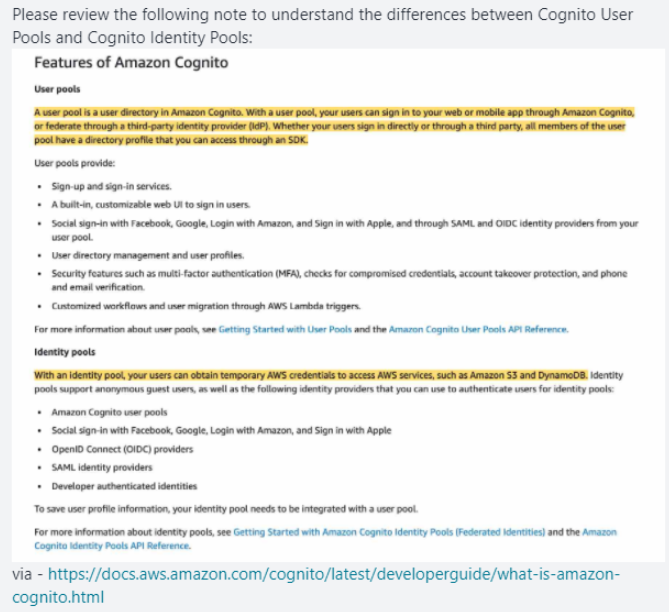 Please review the following note to understand the differences between Cognito User
Pools and Cognito Identity Pools:
Features of Amazon Cognito
User pools
A user pool is a user directory in Amazon Cognito. With a user pool, your users can sign in to your web or mobile app through Amazon Cognito,
or federate through a third-party identity provider (IdP). Whether your users sign in directly or through a third party, all members of the user
pool have a directory profile that you can access through an SDK.
User pools provide:
• Sign-up and sign-in services.
• A built-in, customizable web UI to sign in users.
• Social sign-in with Facebook, Google, Login with Amazon, and Sign in with Apple, and through SAML and OIDC identity providers from your
user pool.
• User directory management and user profiles.
• Security features such as multi-factor authentication (MFA), checks for compromised credentials, account takeover protection, and phone
and email verification.
• Customized workflows and user migration through AWS Lambda triggers.
For more information about user pools, see Getting Started with User Pools and the Amazon Cognito User Pools API Reference.
Identity pools
With an identity pool, your users can obtain temporary AWS credentials to access AWS services, such as Amazon S3 and DynamoDB. Identity
pools support anonymous guest users, as well as the following identity providers that you can use to authenticate users for identity pools:
• Amazon Cognito user pools
• Social sign-in with Facebook, Google, Login with Amazon, and Sign in with Apple
• OpenID Connect (OIDC) providers
• SAML identity providers
• Developer authenticated identities
To save user profile information, your identity pool needs to be integrated with a user pool.
For more information about identity pools, see Getting Started with Amazon Cognito Identity Pools (Federated Identities) and the Amazon
Cognito Identity Pools API Reference.
via - https://docs.aws.amazon.com/cognito/latest/developerguide/what-is-amazon-
cognito.html